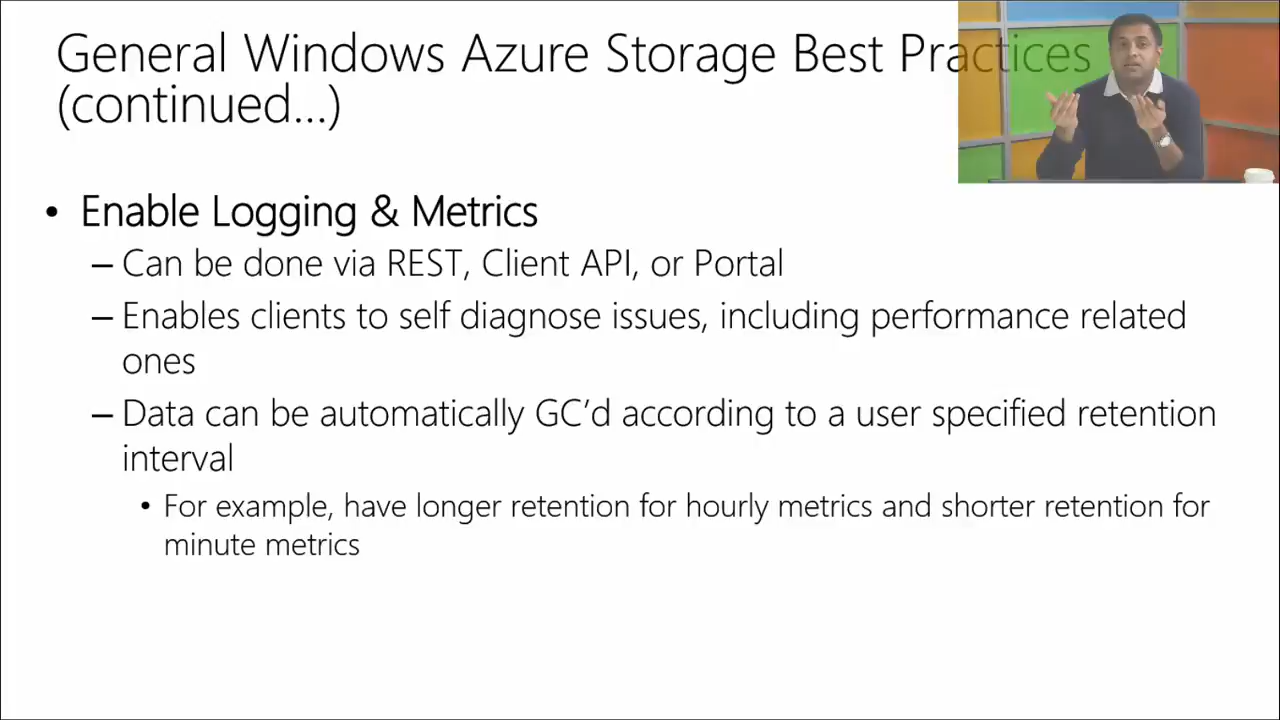 General Windows Azure Storage Best Practices
(continued...)
• Enable Logging & Metrics
– Can be done via REST, Client API, or Portal
– Enables clients to self diagnose issues, including performance related
ones
– Data can be automatically GC’d according to a user specified retention
interval
• For example, have longer retention for hourly metrics and shorter retention for
minute metrics